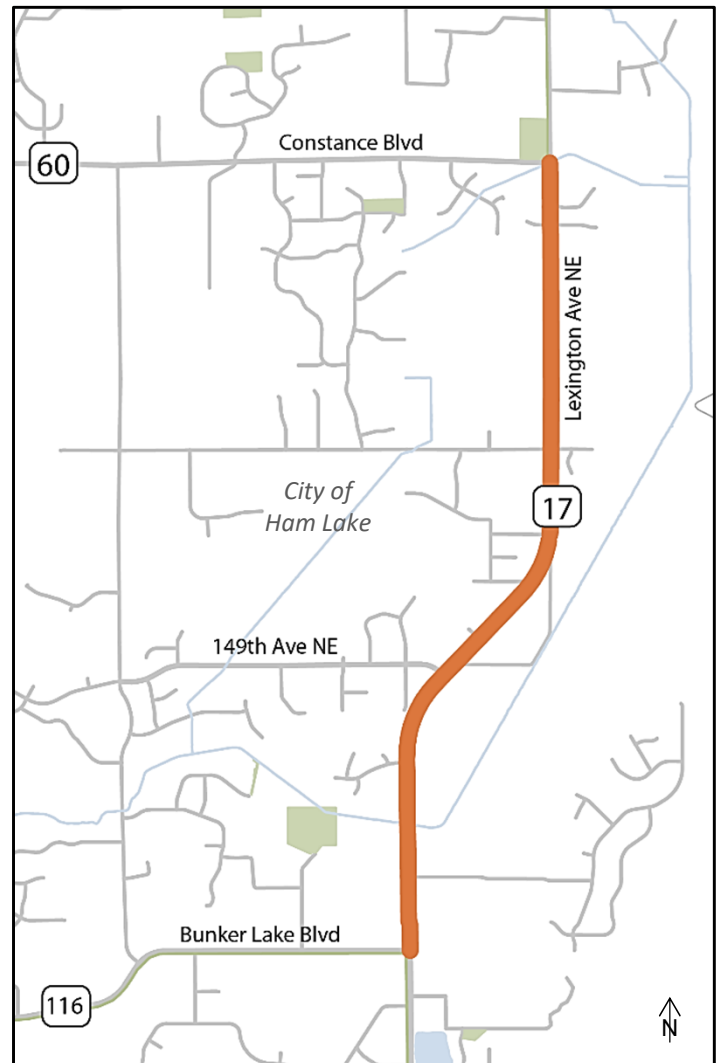 Constance Blvd
60
Lexington Ave NE
City of
Ham Lake
17
149th Ave NE
Bunker Lake Blvd
116
N